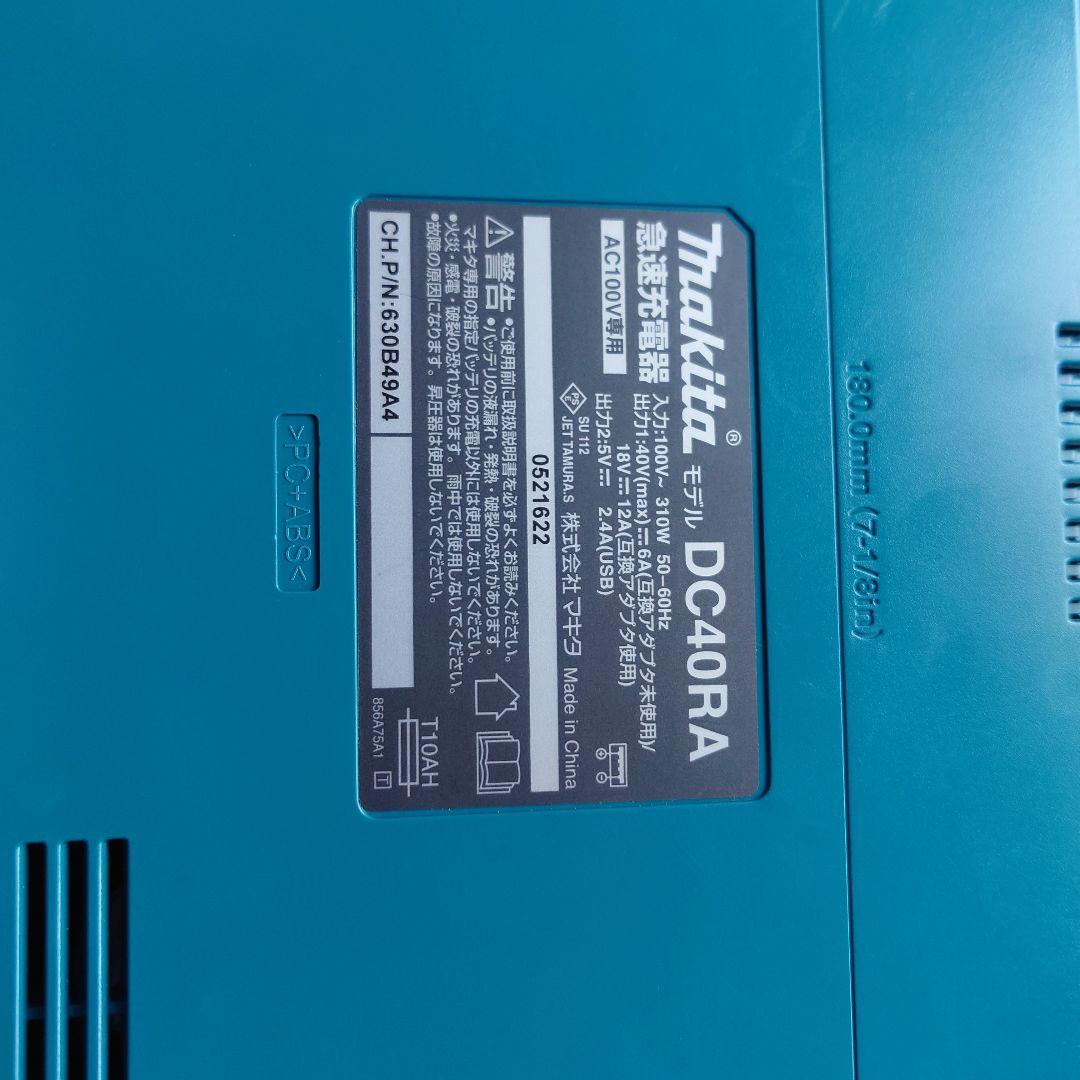 makita® モデル DC40RA
急速充電器
AC100V専用
入力:100V~ 310W 50-60Hz
出力1:40V(max)⎓6A(互換アダプタ未使用)/
18V⎓12A(互換アダプタ使用)
出力2:5V⎓ 2.4A(USB)
PS
E
SU 112
JET TAMURA.S
株式会社 マキタ Made in China
0521622
警告
•ご使用前に取扱説明書を必ずよくお読みください。
•バッテリの液漏れ・発熱・破裂の恐れがあります。
マキタ専用の指定バッテリの充電以外には使用しないでください。
•火災・感電・破裂の恐れがあります。雨中では使用しないでください。
•故障の原因になります。昇圧器は使用しないでください。
T10AH
CH.P/N:630B49A4
856A75A1 T
>PC+ABS<
180.0mm (7-1/8in)